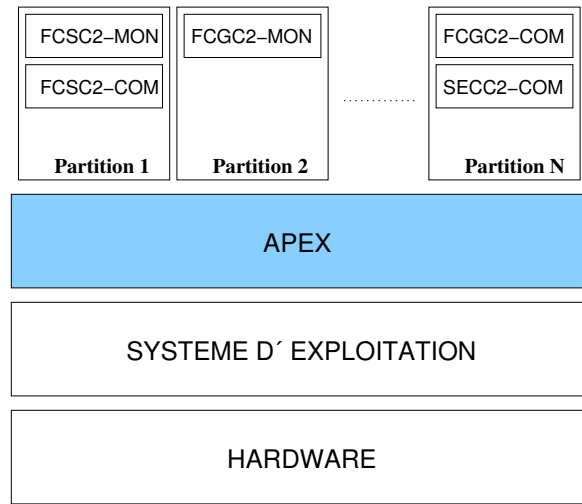 FCSC2-MON
FCSC2-COM
Partition 1
FCGC2-MON
Partition 2
FCGC2-COM
SECC2-COM
Partition N
APEX
SYSTEME D´ EXPLOITATION
HARDWARE